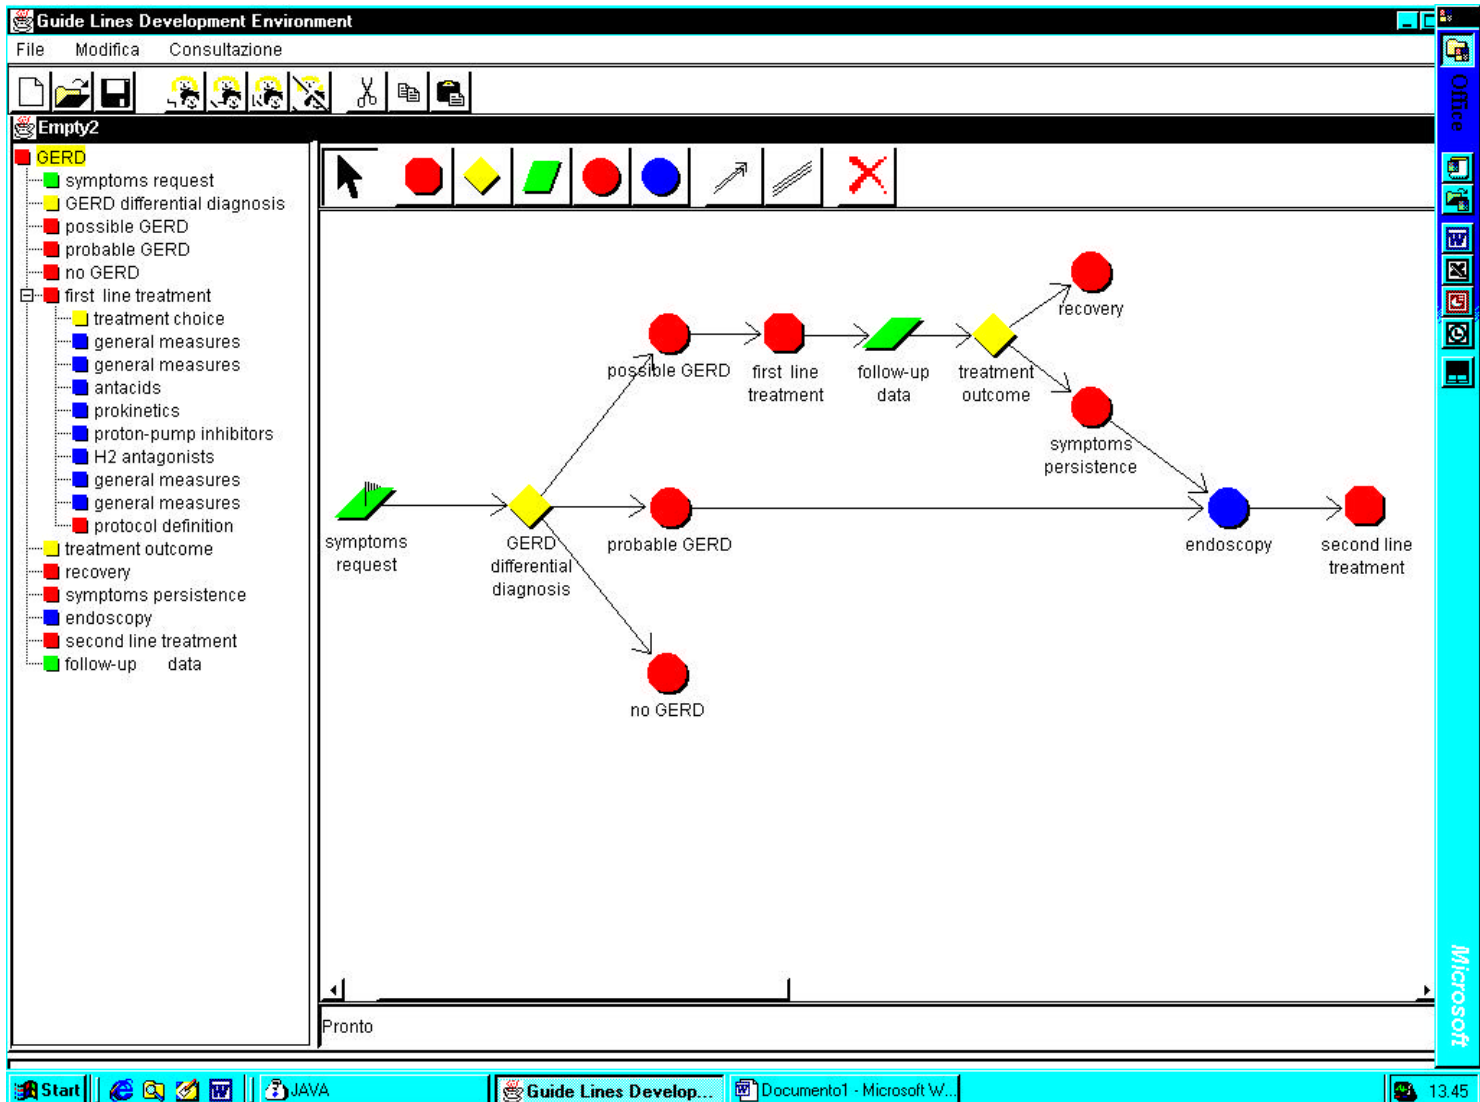 Guide Lines Development Environment
File Modifica Consultazione
Office
Empty2
GERD
symptoms request
GERD differential diagnosis
possible GERD
probable GERD
no GERD
first line treatment
treatment choice
general measures
general measures
antacids
prokinetics
proton-pump inhibitors
H2 antagonists
general measures
general measures
protocol definition
treatment outcome
recovery
symptoms persistence
endoscopy
second line treatment
follow-up data
recovery
possible GERD
first line
treatment
follow-up
data
treatment
outcome
symptoms
persistence
symptoms
request
GERD
differential
diagnosis
probable GERD
endoscopy
second line
treatment
no GERD
Pronto
Microsoft
Start
JAVA
Guide Lines Develop...
Documento1 - Microsoft W...
13.45